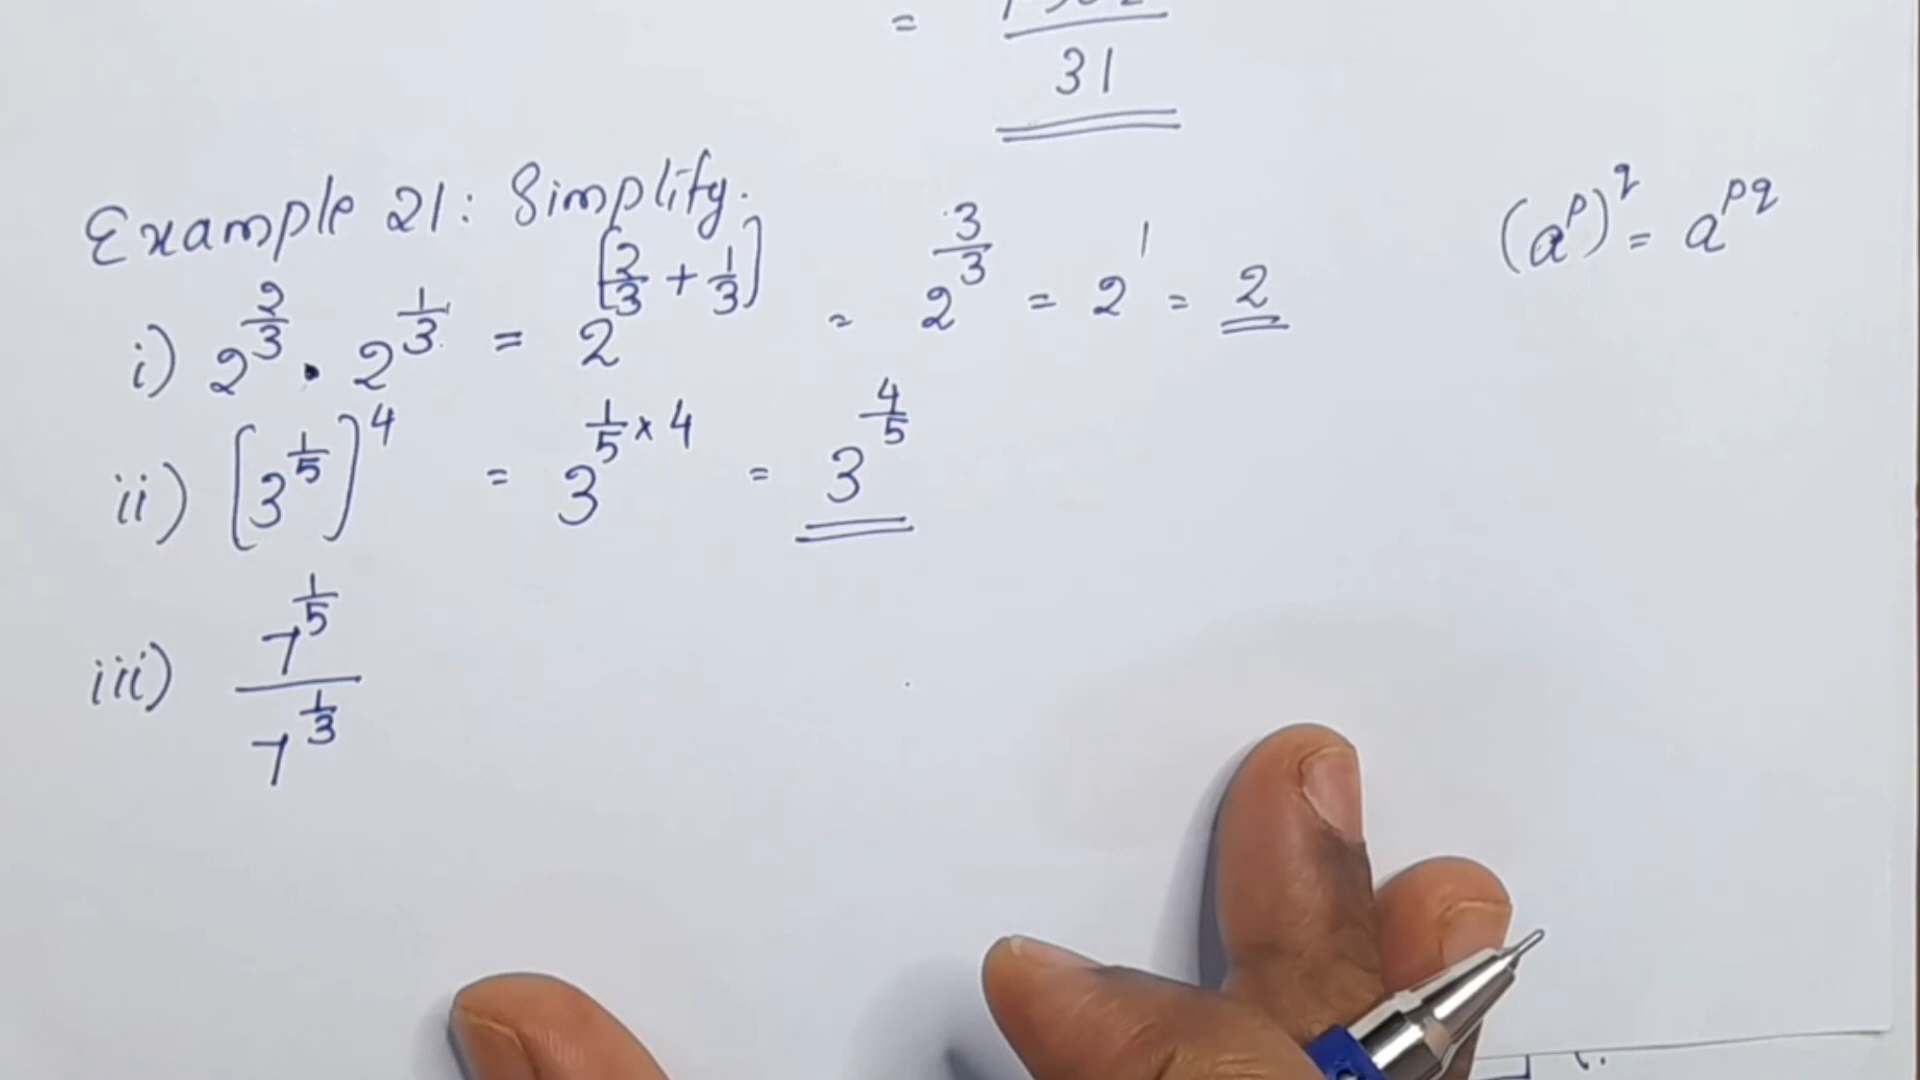 = 31
Example 21: Simplify.
(a^p)^q = a^pq
i) 2^2/3 . 2^1/3 = 2^[2/3 + 1/3] = 2^3/3 = 2^1 = 2
ii) [3^1/5]^4 = 3^1/5 × 4 = 3^4/5
iii) 7^1/5 / 7^1/3